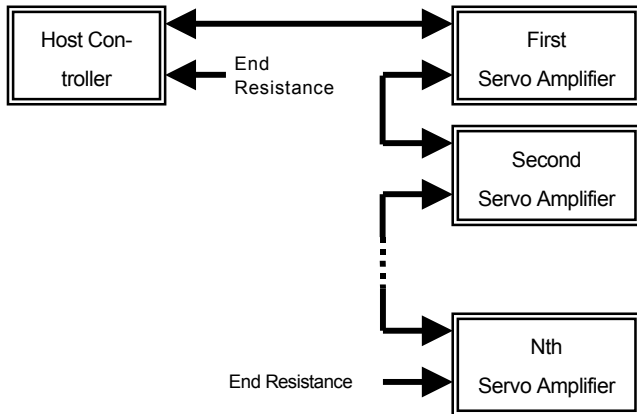 Host Con-
troller
End
Resistance
First
Servo Amplifier
Second
Servo Amplifier
Nth
Servo Amplifier
End Resistance